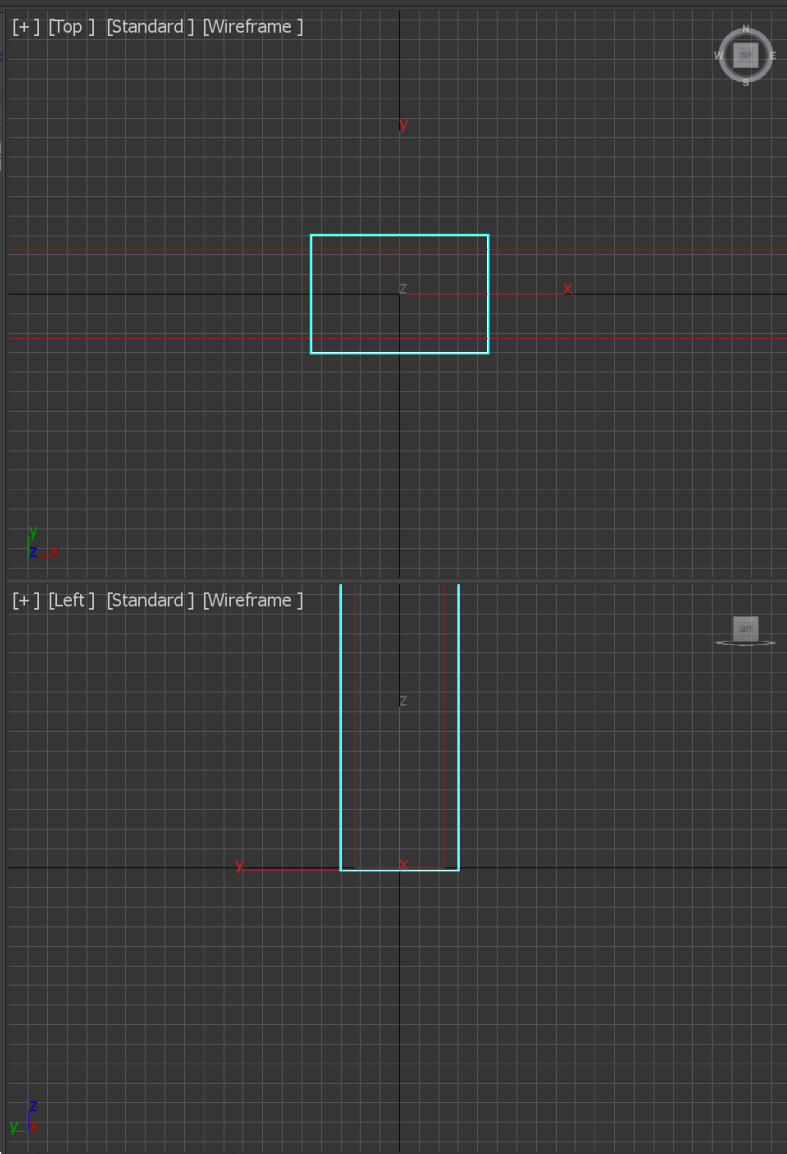 [+ ] [Top ] [Standard ] [Wireframe ]
N
W TOP E
S
y
z x
y
z x
[+ ] [Left ] [Standard ] [Wireframe ]
LEFT
z
y x
z
y x